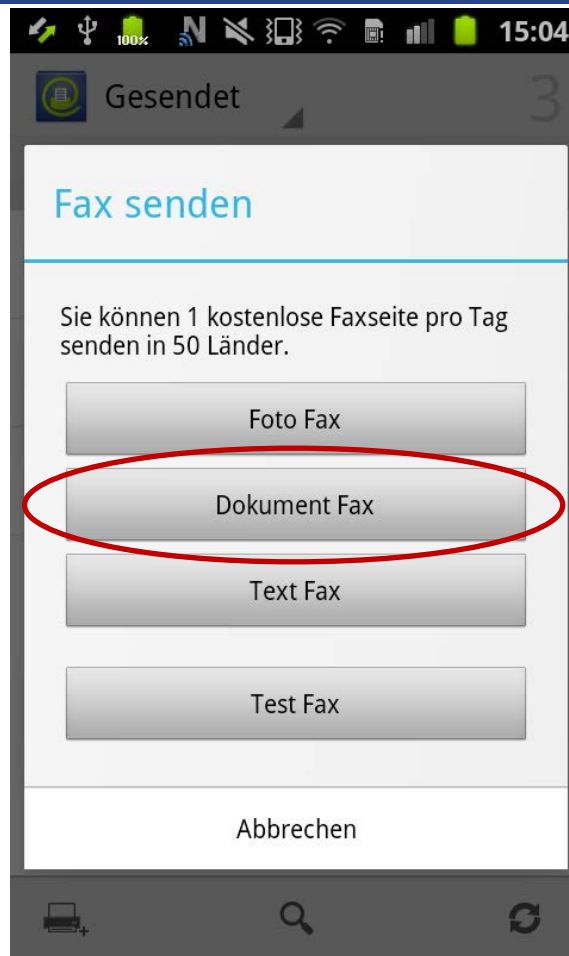 100%
15:04
Gesendet
3
Fax senden
Sie können 1 kostenlose Faxseite pro Tag
senden in 50 Länder.
Foto Fax
Dokument Fax
Text Fax
Test Fax
Abbrechen